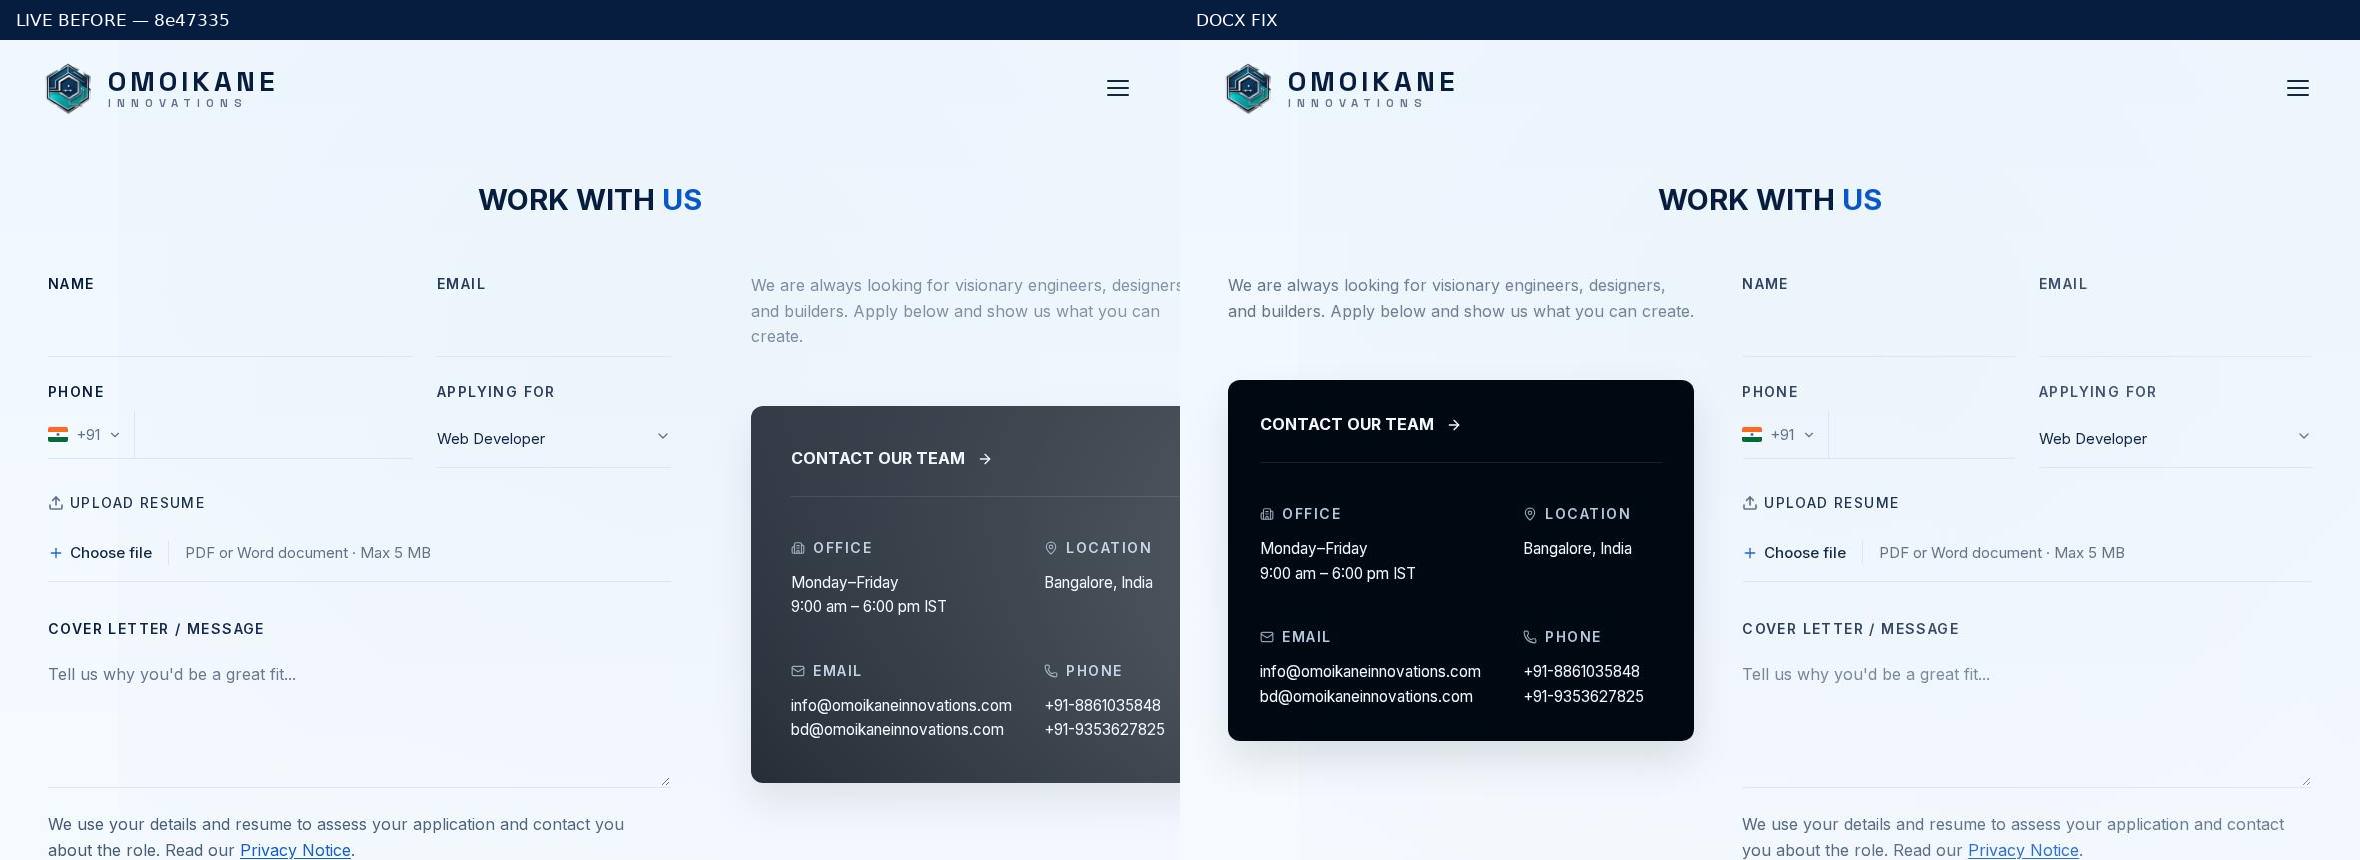 LIVE BEFORE — 8e47335
OMOIKANE
INNOVATIONS
WORK WITH US
NAME
EMAIL
PHONE
+91
APPLYING FOR
Web Developer
UPLOAD RESUME
Choose file
PDF or Word document · Max 5 MB
COVER LETTER / MESSAGE
Tell us why you'd be a great fit...
We use your details and resume to assess your application and contact you
about the role. Read our Privacy Notice.
We are always looking for visionary engineers, designers
and builders. Apply below and show us what you can
create.
CONTACT OUR TEAM
OFFICE
Monday–Friday
9:00 am – 6:00 pm IST
LOCATION
Bangalore, India
EMAIL
info@omoikaneinnovations.com
bd@omoikaneinnovations.com
PHONE
+91-8861035848
+91-9353627825
DOCX FIX
OMOIKANE
INNOVATIONS
WORK WITH US
We are always looking for visionary engineers, designers,
and builders. Apply below and show us what you can create.
CONTACT OUR TEAM
OFFICE
Monday–Friday
9:00 am – 6:00 pm IST
LOCATION
Bangalore, India
EMAIL
info@omoikaneinnovations.com
bd@omoikaneinnovations.com
PHONE
+91-8861035848
+91-9353627825
NAME
EMAIL
PHONE
+91
APPLYING FOR
Web Developer
UPLOAD RESUME
Choose file
PDF or Word document · Max 5 MB
COVER LETTER / MESSAGE
Tell us why you'd be a great fit...
We use your details and resume to assess your application and contact
you about the role. Read our Privacy Notice.